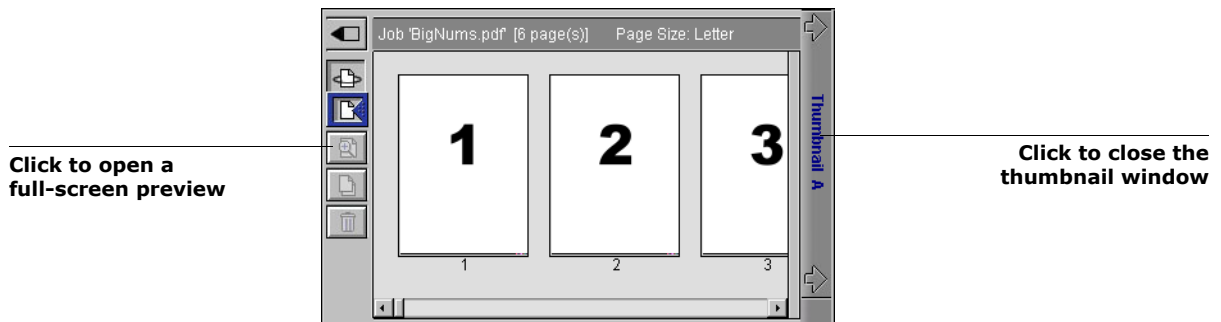 Job 'BigNums.pdf' [6 page(s)] Page Size: Letter
1 2 3
1 2 3
Thumbnail A
Click to open a
full-screen preview
Click to close the
thumbnail window